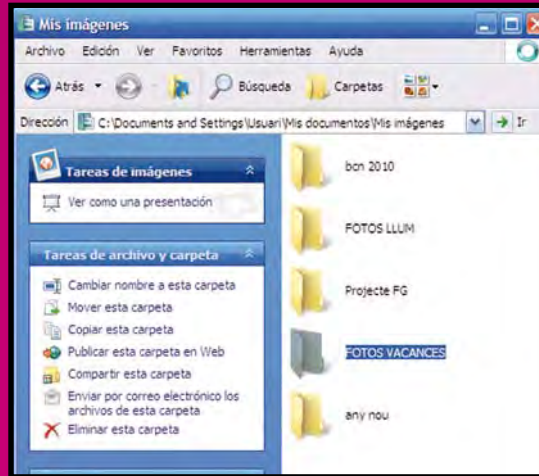 Mis imágenes
Archivo Edición Ver Favoritos Herramientas Ayuda
Atrás Búsqueda Carpetas
Dirección C:\Documents and Settings\Usuari\Mis documentos\Mis imágenes Ir
Tareas de imágenes
Ver como una presentación
Tareas de archivo y carpeta
Cambiar nombre a esta carpeta
Mover esta carpeta
Copiar esta carpeta
Publicar esta carpeta en Web
Compartir esta carpeta
Enviar por correo electrónico los
archivos de esta carpeta
Eliminar esta carpeta
bcn 2010
FOTOS LLUM
Projecte FG
FOTOS VACANCES
any nou